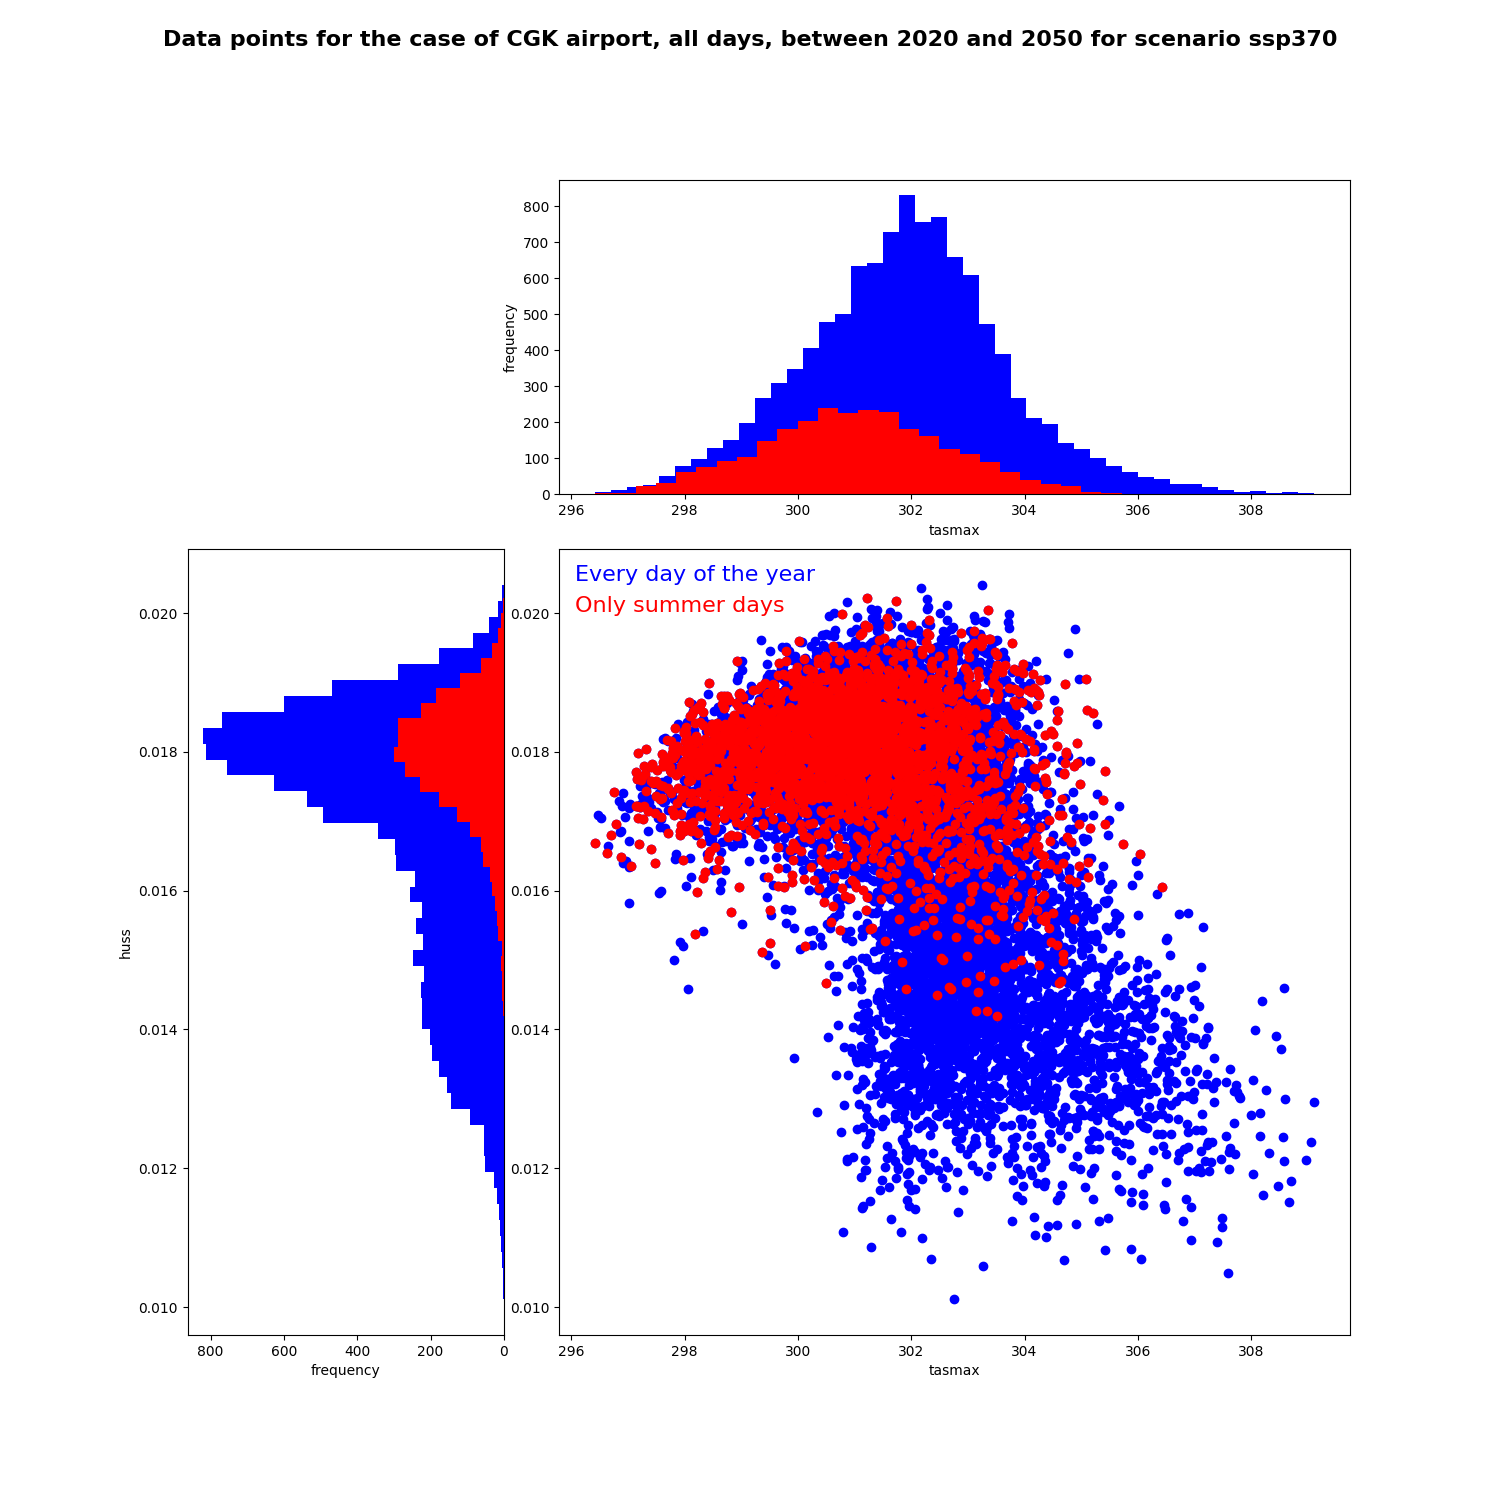 Data points for the case of CGK airport, all days, between 2020 and 2050 for scenario ssp370
800
700
600
500
400
300
200
100
0
frequency
296 298 300 302 304 306 308
tasmax
Every day of the year
Only summer days
0.020
0.018
0.016
0.014
0.012
0.010
huss
800 600 400 200 0
frequency
0.020
0.018
0.016
0.014
0.012
0.010
296 298 300 302 304 306 308
tasmax